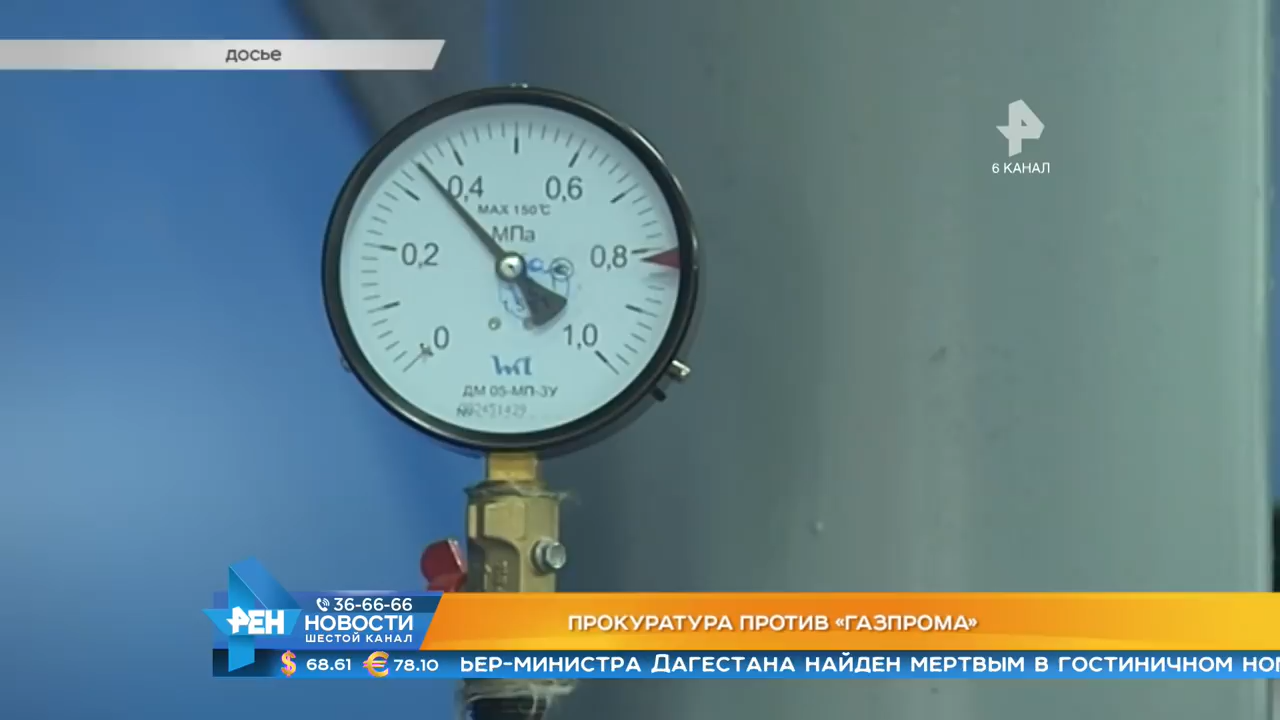 досье
6 КАНАЛ
0,4
0,6
MAX 150°С
МПа
0,2
0,8
0
1,0
ДМ 05-МП-3У
36-66-66
РЕН
НОВОСТИ
ШЕСТОЙ КАНАЛ
ПРОКУРАТУРА ПРОТИВ «ГАЗПРОМА»
$ 68.61 € 78.10 ЬЕР-МИНИСТРА ДАГЕСТАНА НАЙДЕН МЕРТВЫМ В ГОСТИНИЧНОМ НОМ